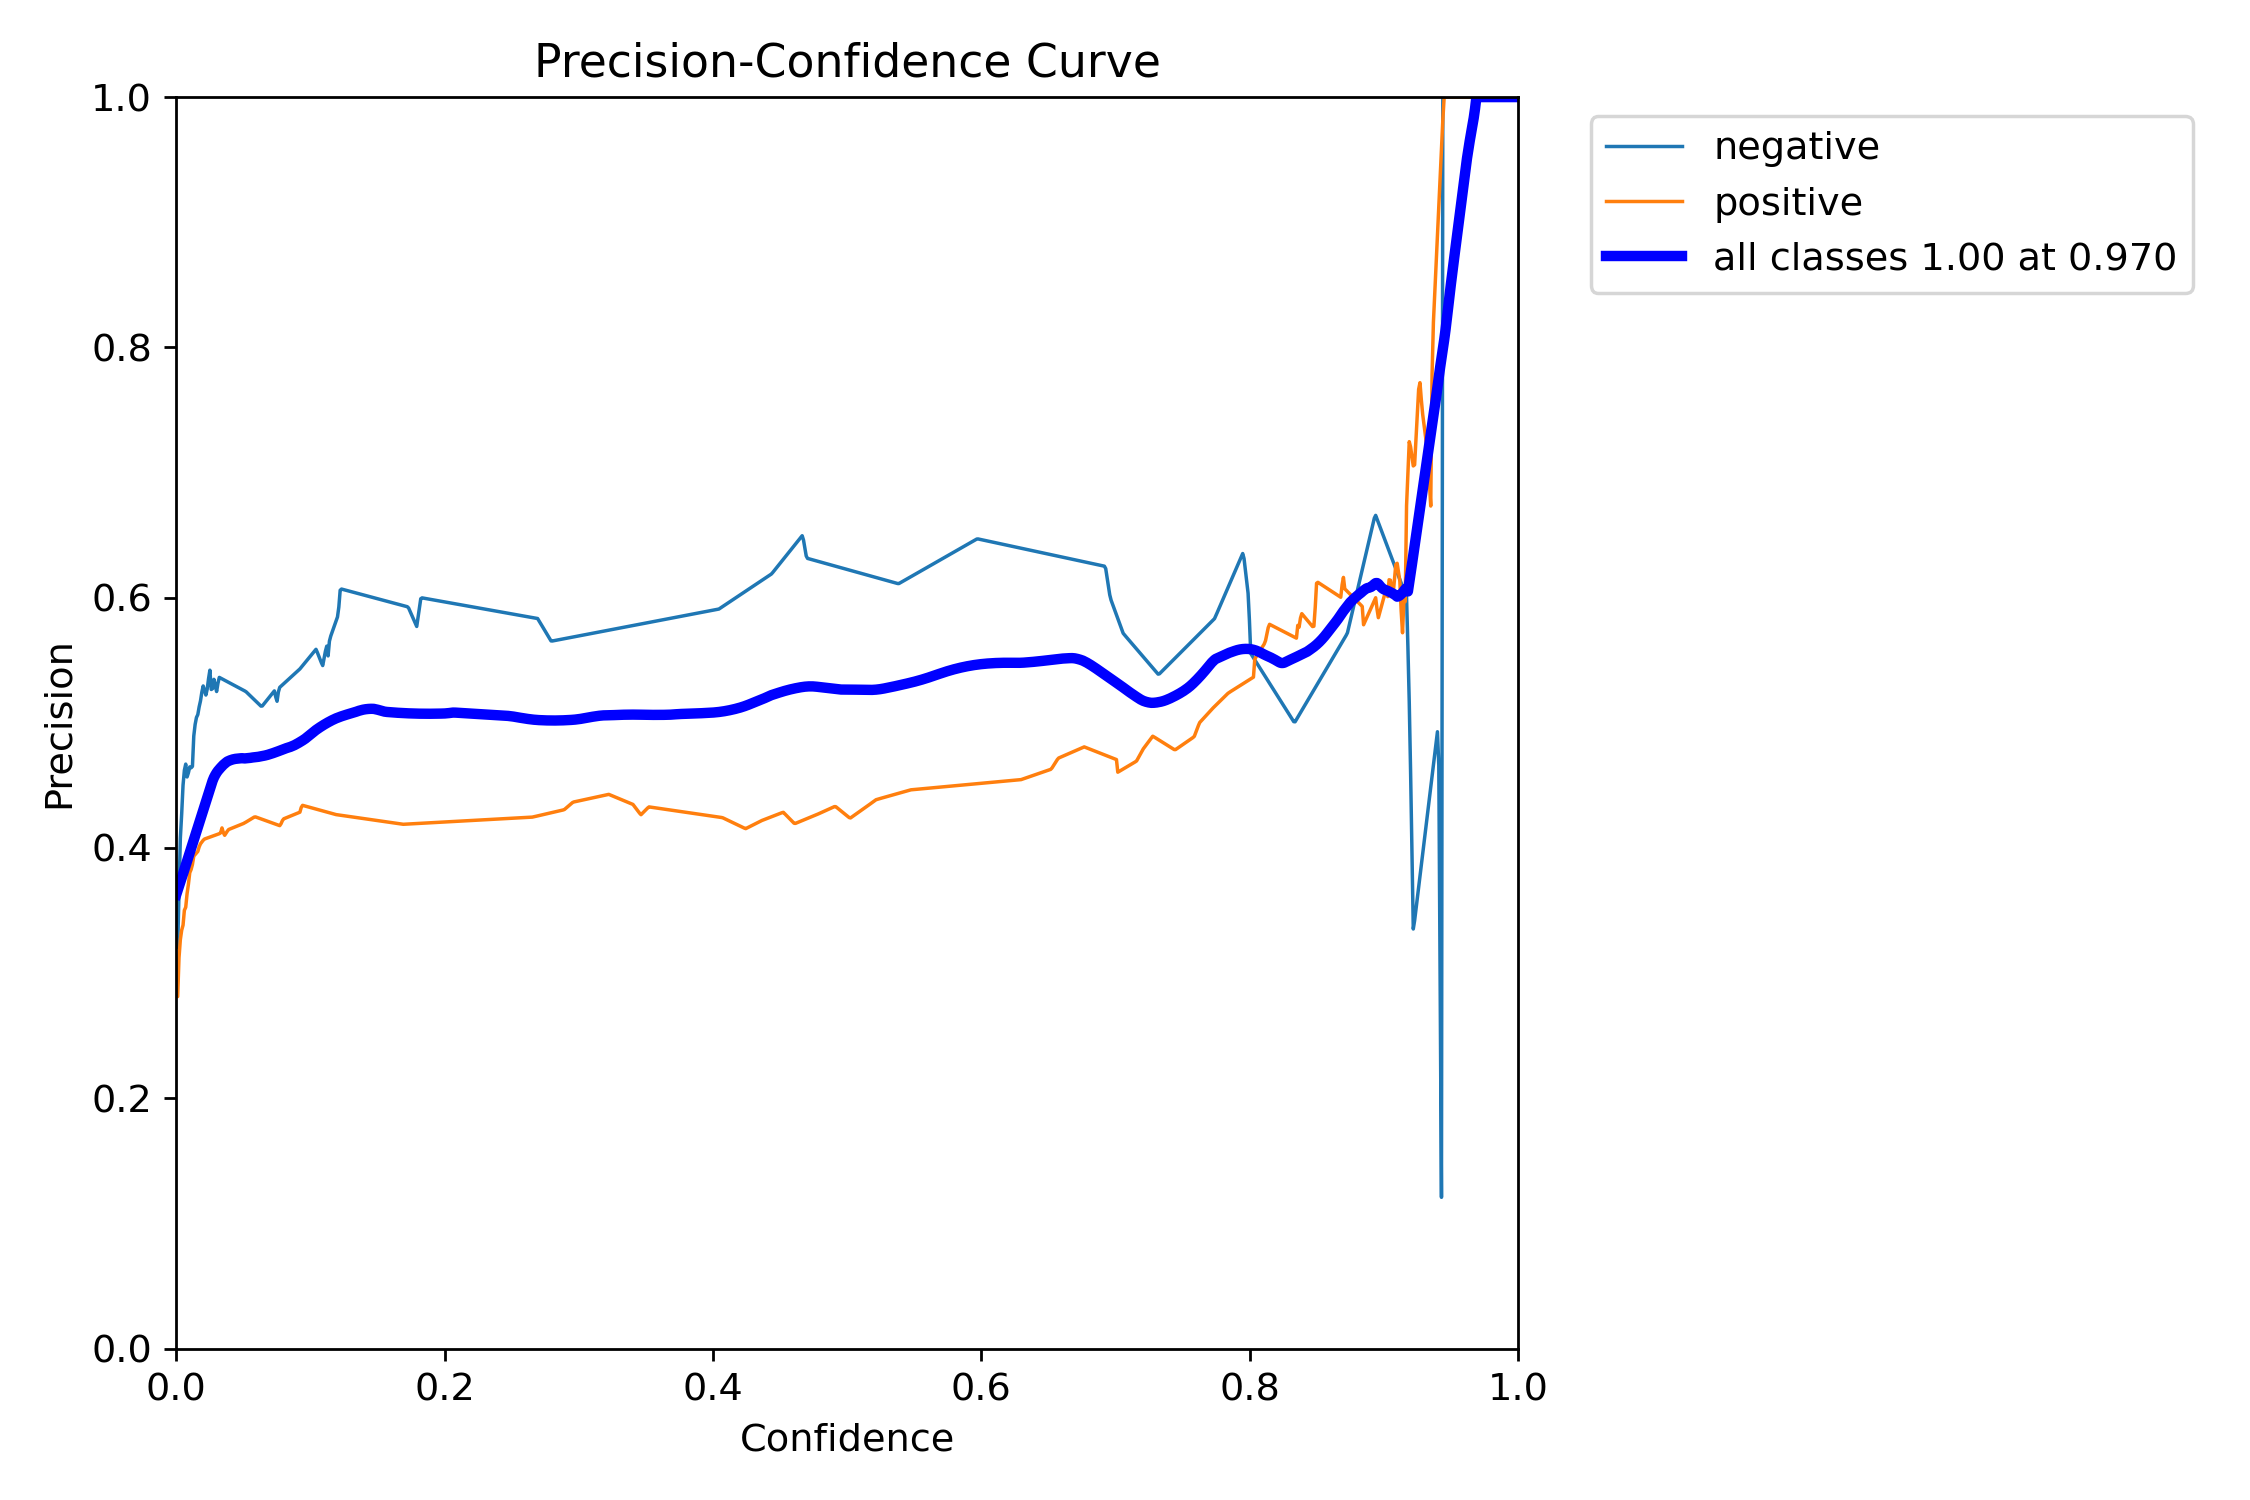 Precision-Confidence Curve
1.0
0.8
0.6
0.4
0.2
0.0
Precision
0.0 0.2 0.4 0.6 0.8 1.0
Confidence
negative
positive
all classes 1.00 at 0.970